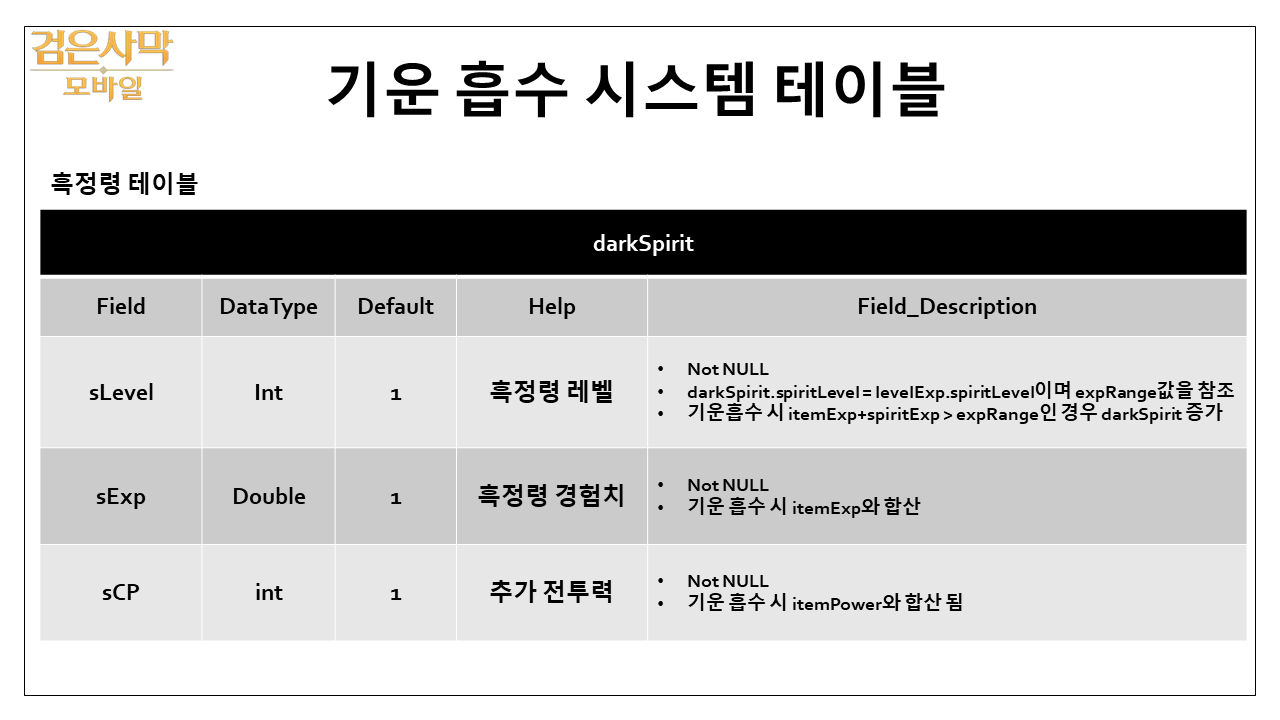 검은사막
모바일
기운 흡수 시스템 테이블
흑정령 테이블
darkSpirit
Field DataType Default Help Field_Description
sLevel Int 1 흑정령 레벨
• Not NULL
• darkSpirit.spiritLevel = levelExp.spiritLevel이며 expRange값을 참조
• 기운흡수 시 itemExp+spiritExp > expRange인 경우 darkSpirit 증가
sExp Double 1 흑정령 경험치
• Not NULL
• 기운 흡수 시 itemExp와 합산
sCP int 1 추가 전투력
• Not NULL
• 기운 흡수 시 itemPower와 합산 됨